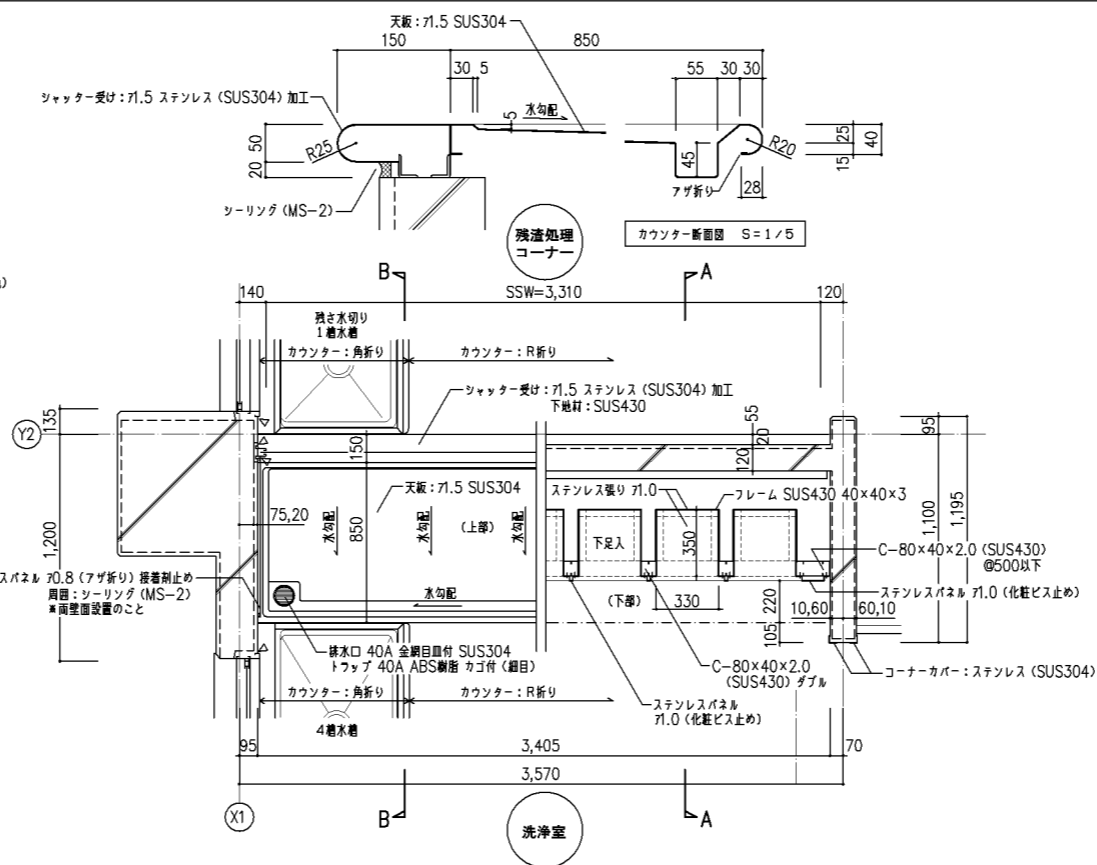 天板：ｱ1.5 SUS304
150
850
30 5
55 30 30
シャッター受け：ｱ1.5 ステンレス（SUS304）加工
水勾配
5
50
20
R25
45
R20
25
15
40
アザ折り
28
シーリング（MS-2）
残渣処理
コーナー
カウンター断面図 S=1/5
B
A
140
SSW=3,310
120
残さ水切り
1槽水槽
カウンター：角折り
カウンター：R折り
シャッター受け：ｱ1.5 ステンレス（SUS304）加工
下地材：SUS430
135
Y2
55
20
120
95
150
天板：ｱ1.5 SUS304
ステンレス張り ｱ1.0
フレーム SUS430 40×40×3
75,20
水勾配
850
水勾配
（上部）
水勾配
下足入
350
1,200
1,100
1,195
C-80×40×2.0（SUS430）
@500以下
スパネル ｱ0.8（アザ折り）接着剤止め
周囲：シーリング（MS-2）
※両壁面設置のこと
水勾配
（下部）
330
ステンレスパネル ｱ1.0（化粧ビス止め）
220
10,60
60,10
105
排水口 40A 金網目皿付 SUS304
トラップ 40A ABS樹脂 カゴ付（細目）
C-80×40×2.0
（SUS430）ダブル
コーナーカバー：ステンレス（SUS304）
カウンター：角折り
カウンター：R折り
ステンレスパネル
ｱ1.0（化粧ビス止め）
4槽水槽
95
3,405
70
3,570
X1
B
A
洗浄室